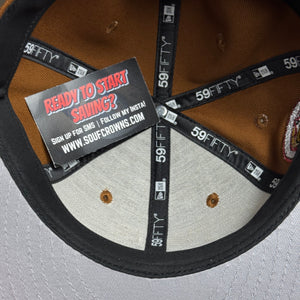 READY TO START
SAVING?
SIGN UP FOR SMS | FOLLOW MY INSTA!
WWW.SOUFCROWNS.COM
59FIFTY
59FIFTY
59FIFTY
59FIFTY
59FIFTY